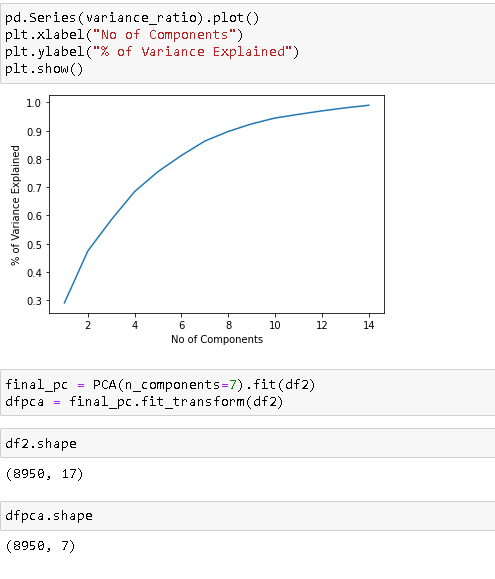 pd.Series(variance_ratio).plot()
plt.xlabel("No of Components")
plt.ylabel("% of Variance Explained")
plt.show()
1.0
0.9
0.8
0.7
0.6
0.5
0.4
0.3
% of Variance Explained
2 4 6 8 10 12 14
No of Components
final_pc = PCA(n_components=7).fit(df2)
dfpca = final_pc.fit_transform(df2)
df2.shape
(8950, 17)
dfpca.shape
(8950, 7)